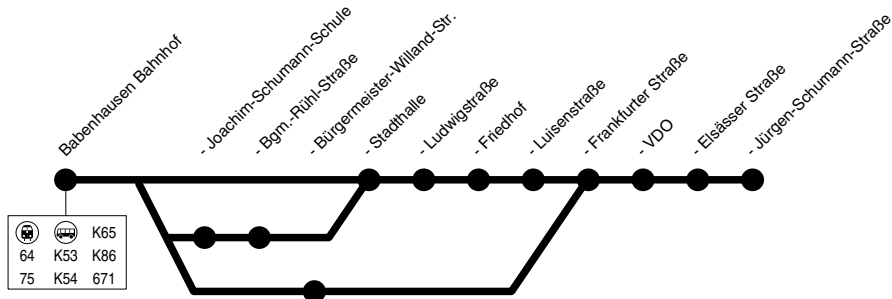 Babenhausen Bahnhof
- Joachim-Schumann-Schule
- Bgm.-Rühl-Straße
- Bürgermeister-Willand-Str.
- Stadthalle
- Ludwigstraße
- Friedhof
- Luisenstraße
- Frankfurter Straße
- VDO
- Elsässer Straße
- Jürgen-Schumann-Straße
K65
64 K53 K86
75 K54 671